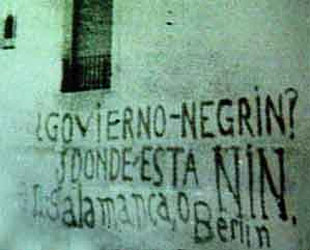 ¿GOVIERNO-NEGRIN?
¿DONDE-ESTA NIN.
Salamanca, o Berlin